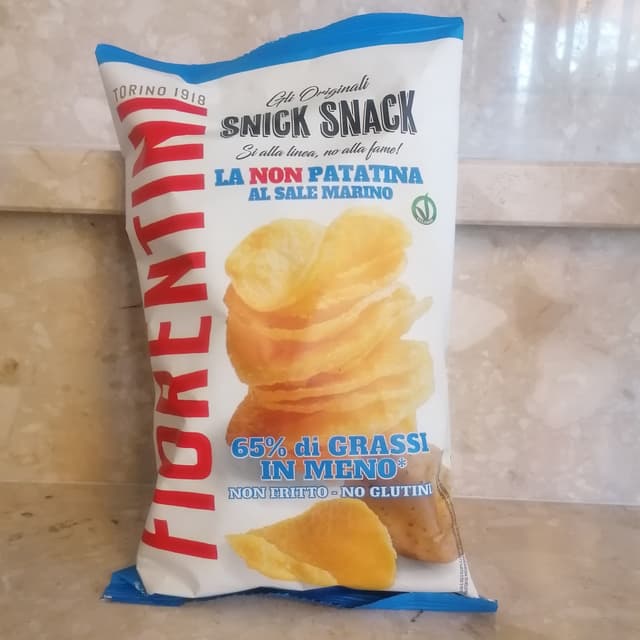 TORINO 1918
FIORENTINI
Gli Originali
SNICK SNACK
Si alla linea, no alla fame!
LA NON PATATINA
AL SALE MARINO
65% di GRASSI
IN MENO*
NON FRITTO - NO GLUTINE